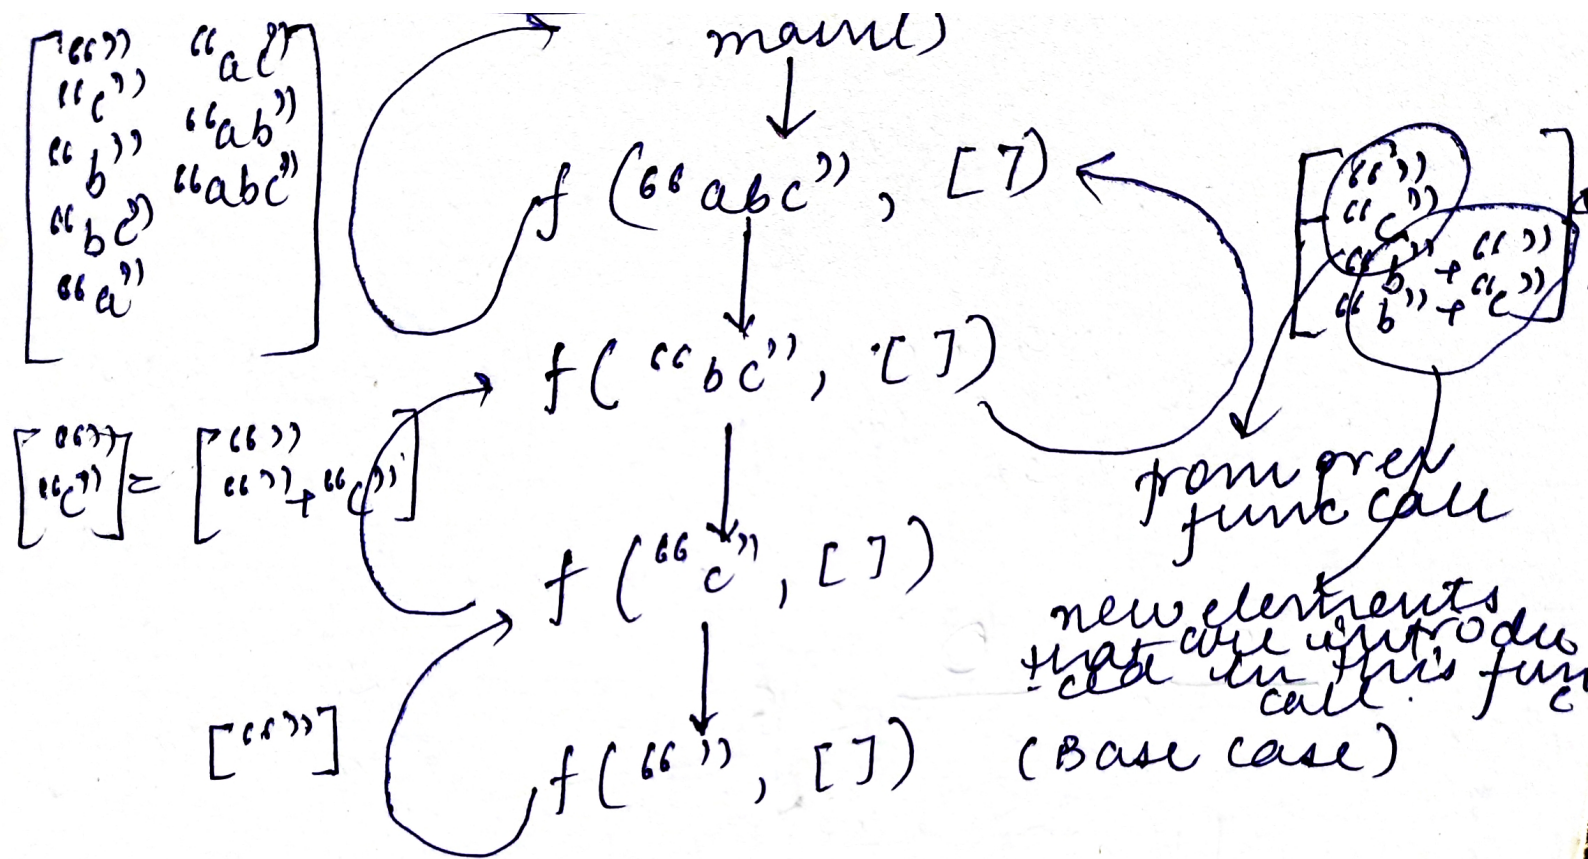 main()
f (“abc”, [ ])
f( “bc”, [ ])
f (“c”, [ ])
f(“ ”, [ ])
(Base case)
[“ ”]
[“ ” “c”] = [“ ” “ ”+“c”]
“ ”
“c”
“b” + “ ”
“b” + “c”
from prev
func call
new elements
that are introdu
ced in this func
call.
“ ” “ac”
“c” “ab”
“b” “abc”
“bc”
“a”